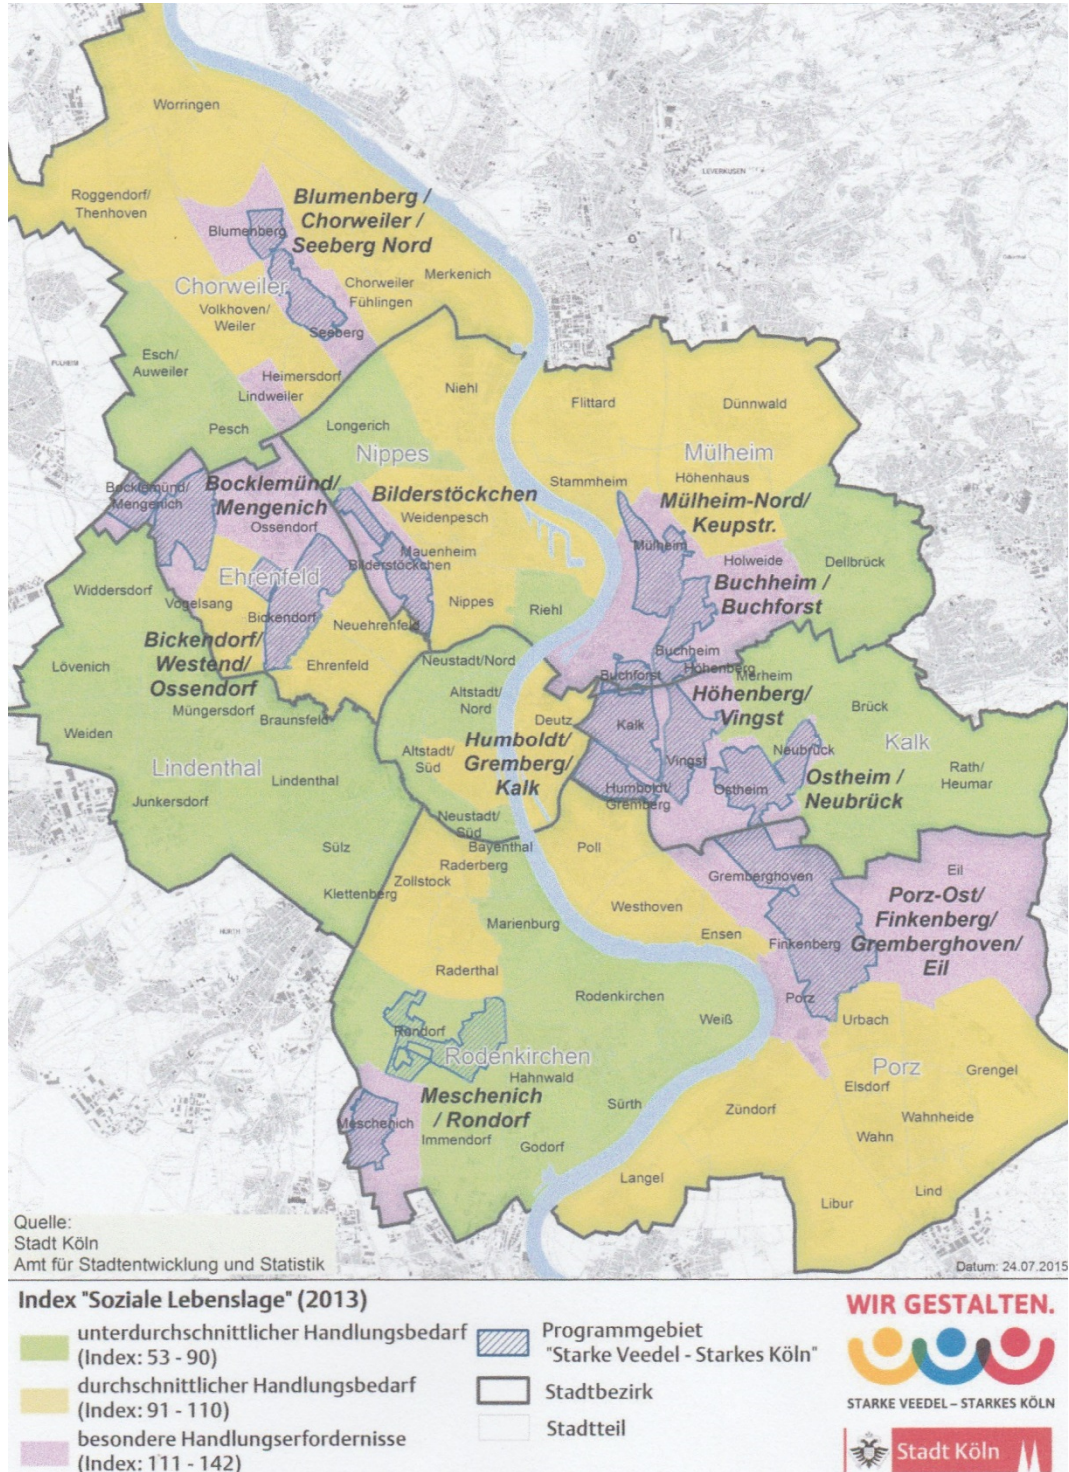 Worringen
LEVERKUSEN
Roggendorf/
Thenhoven
Blumenberg /
Chorweiler /
Seeberg Nord
Blumenberg
Chorweiler
Merkenich
Chorweiler
Fühlingen
Volkhoven/
Weiler
Seeberg
Esch/
Auweiler
PULHEIM
Heimersdorf
Lindweiler
Niehl
Flittard
Dünnwald
Pesch
Longerich
Nippes
Mülheim
Stammheim
Höhenhaus
Bocklemünd/
Mengenich
Bocklemünd/
Mengenich
Ossendorf
Bilderstöckchen
Weidenpesch
Mülheim-Nord/
Keupstr.
Mülheim
Mauenheim
Bilderstöckchen
Holweide
Dellbrück
Ehrenfeld
Widdersdorf
Vogelsang
Buchheim /
Buchforst
Nippes
Riehl
Bickendorf
Neuehrenfeld
Bickendorf/
Westend/
Ossendorf
Buchheim
Lövenich
Ehrenfeld
Neustadt/Nord
Buchforst
Höhenberg
Merheim
Altstadt/
Nord
Höhenberg/
Vingst
Müngersdorf
Braunsfeld
Deutz
Kalk
Brück
Weiden
Humboldt/
Gremberg/
Kalk
Kalk
Altstadt/
Süd
Vingst
Neubrück
Lindenthal
Lindenthal
Ostheim
Ostheim /
Neubrück
Rath/
Heumar
Junkersdorf
Humboldt/
Gremberg
Neustadt/
Süd
Sülz
Bayenthal
Poll
Raderberg
Zollstock
Klettenberg
Gremberghoven
Eil
Porz-Ost/
Finkenberg/
Gremberghoven/
Eil
Westhoven
Marienburg
HÜRTH
Ensen
Finkenberg
Raderthal
Rodenkirchen
Porz
Weiß
Urbach
Rondorf
Rodenkirchen
Porz
Hahnwald
Grengel
Elsdorf
Meschenich
/ Rondorf
Sürth
Zündorf
Wahnheide
Meschenich
Immendorf
Godorf
Wahn
Langel
Lind
Libur
Quelle:
Stadt Köln
Amt für Stadtentwicklung und Statistik
Datum: 24.07.2015
Index "Soziale Lebenslage" (2013)
unterdurchschnittlicher Handlungsbedarf
(Index: 53 - 90)
durchschnittlicher Handlungsbedarf
(Index: 91 - 110)
besondere Handlungserfordernisse
(Index: 111 - 142)
Programmgebiet
"Starke Veedel - Starkes Köln"
Stadtbezirk
Stadtteil
WIR GESTALTEN.
STARKE VEEDEL – STARKES KÖLN
Stadt Köln